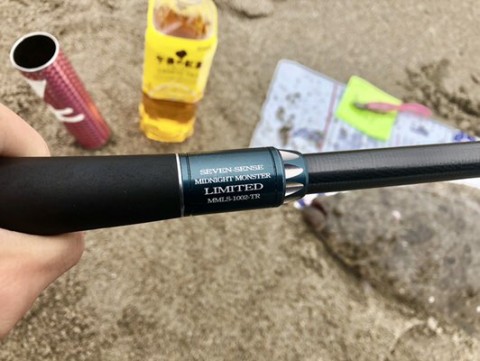 SEVEN-SENSE
MIDNIGHT MONSTER
LIMITED
MMLS-1002-TR